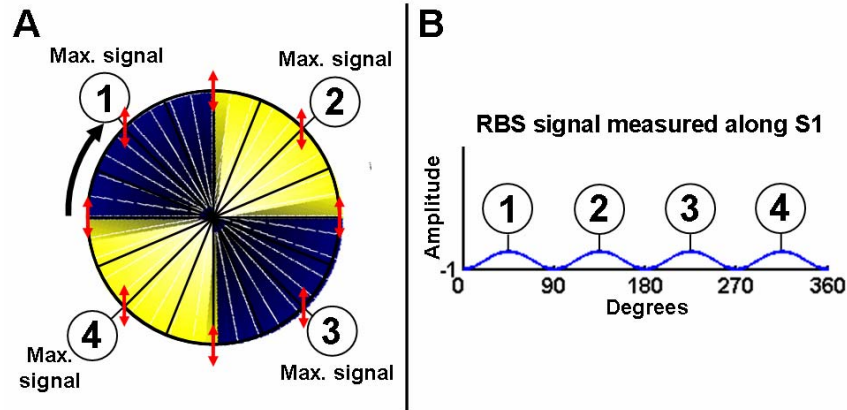 A
Max. signal
1
Max. signal
2
3
Max. signal
4
Max.
signal
B
RBS signal measured along S1
Amplitude
1
2
3
4
-1
0
90
180
270
360
Degrees